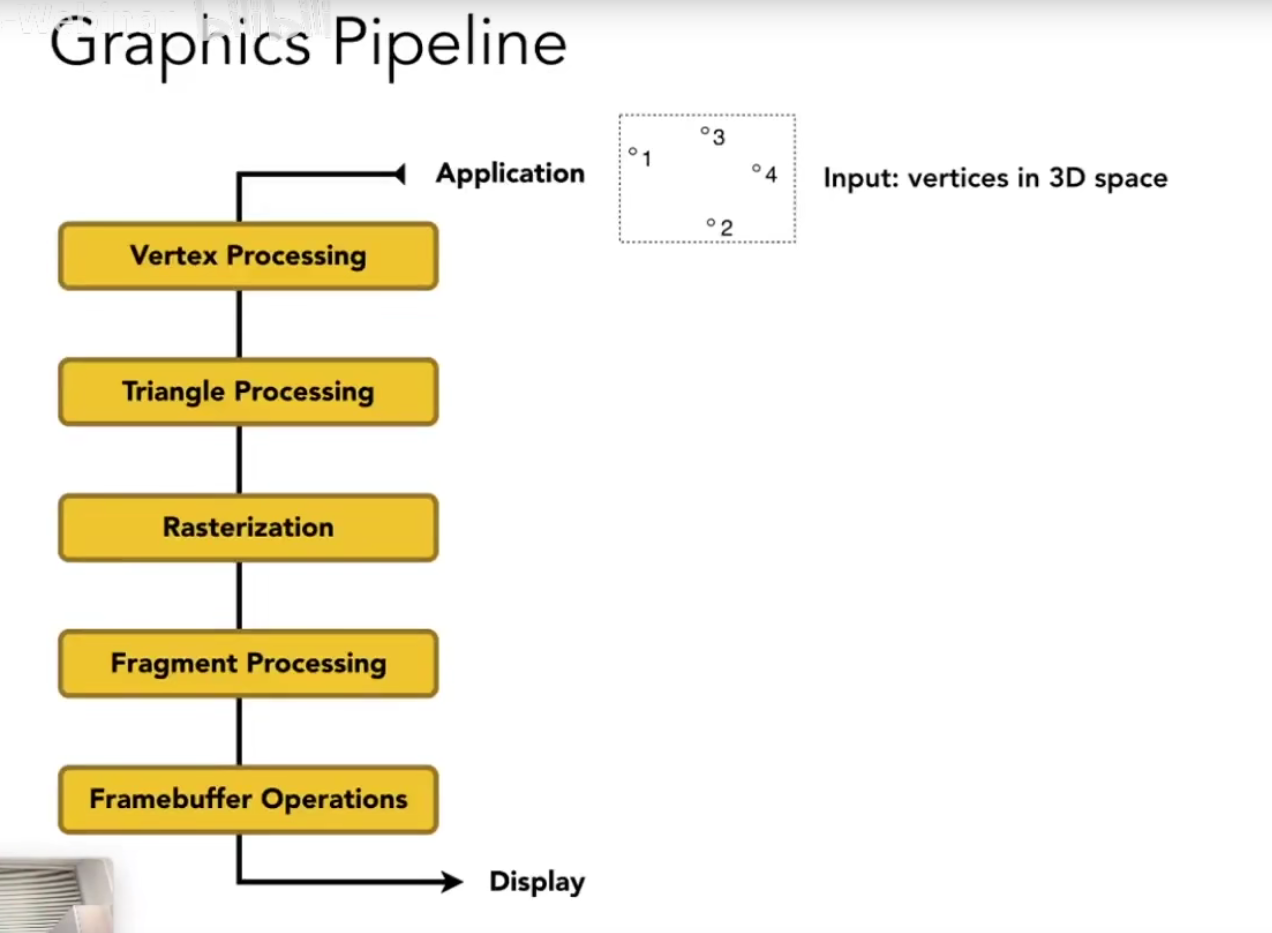 Graphics Pipeline
Application
°3
°1
°4
°2
Input: vertices in 3D space
Vertex Processing
Triangle Processing
Rasterization
Fragment Processing
Framebuffer Operations
Display